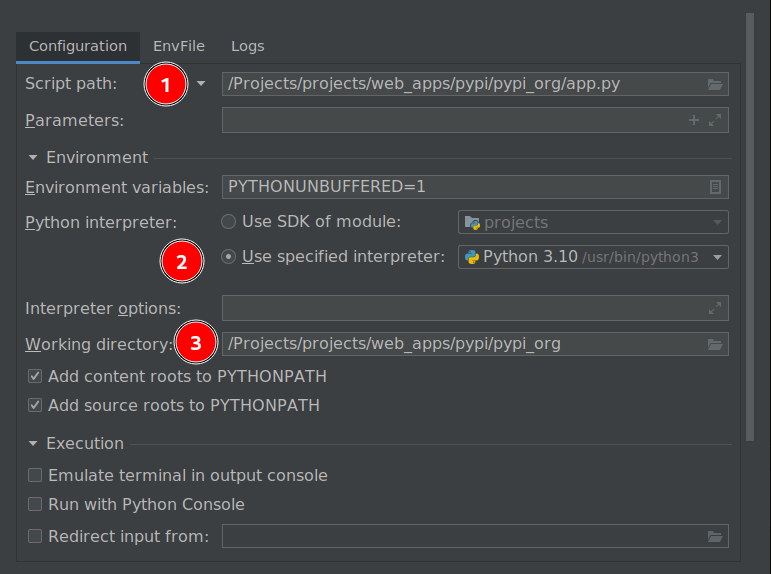 Configuration EnvFile Logs
Script path: 1 /Projects/projects/web_apps/pypi/pypi_org/app.py
Parameters:
Environment
Environment variables: PYTHONUNBUFFERED=1
Python interpreter: Use SDK of module: projects
2 Use specified interpreter: Python 3.10 /usr/bin/python3
Interpreter options:
Working directory: 3 /Projects/projects/web_apps/pypi/pypi_org
Add content roots to PYTHONPATH
Add source roots to PYTHONPATH
Execution
Emulate terminal in output console
Run with Python Console
Redirect input from: